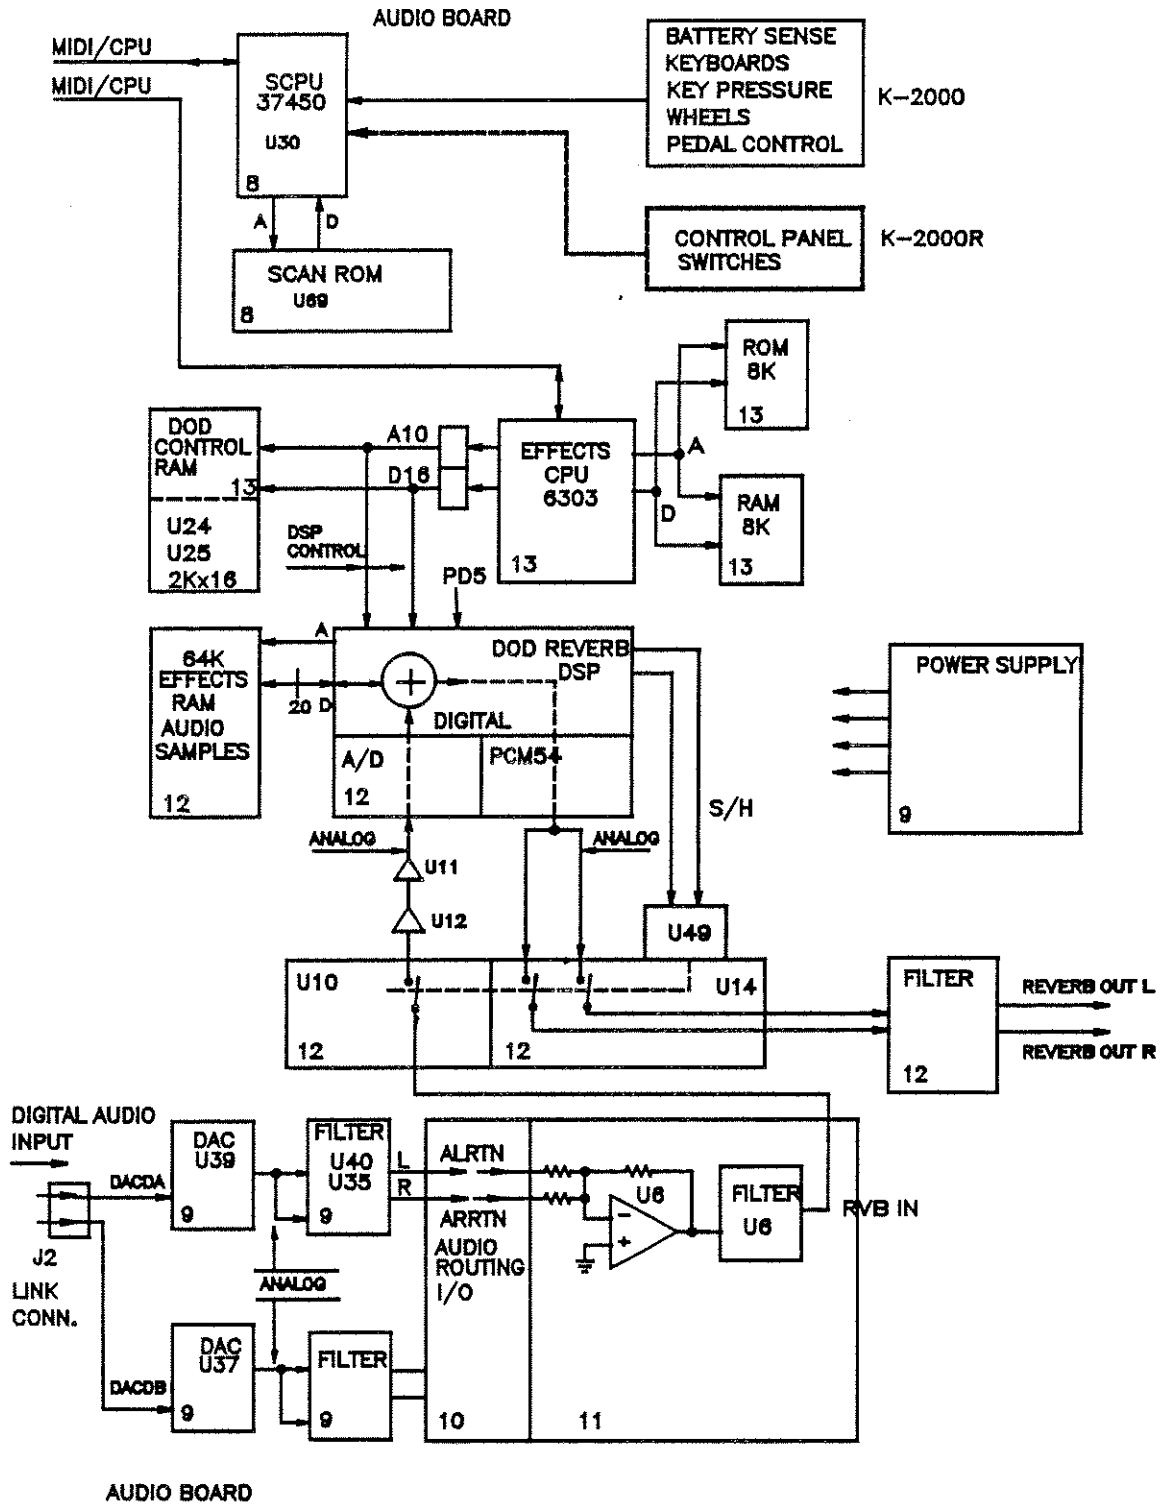 AUDIO BOARD
MIDI/CPU
MIDI/CPU
SCPU
37450
U30
8
BATTERY SENSE
KEYBOARDS
KEY PRESSURE
WHEELS
PEDAL CONTROL
K-2000
A
D
CONTROL PANEL
SWITCHES
K-2000R
SCAN ROM
U69
8
ROM
8K
13
DOD
CONTROL
RAM
13
U24
U25
2Kx16
A10
D16
EFFECTS
CPU
6303
13
A
D
RAM
8K
13
DSP
CONTROL
PD5
A
64K
EFFECTS
RAM
AUDIO
SAMPLES
12
20
D
DOD REVERB
DSP
DIGITAL
A/D
12
PCM54
S/H
POWER SUPPLY
9
ANALOG
ANALOG
U11
U12
U49
U10
12
U14
12
FILTER
12
REVERB OUT L
REVERB OUT R
DIGITAL AUDIO
INPUT
DACDA
J2
LINK
CONN.
DAC
U39
9
FILTER
U40
U35
9
L
R
ALRTN
ARRTN
AUDIO
ROUTING
I/O
U6
-
+
FILTER
U6
RVB IN
ANALOG
DACDB
DAC
U37
9
FILTER
9
10
11
AUDIO BOARD